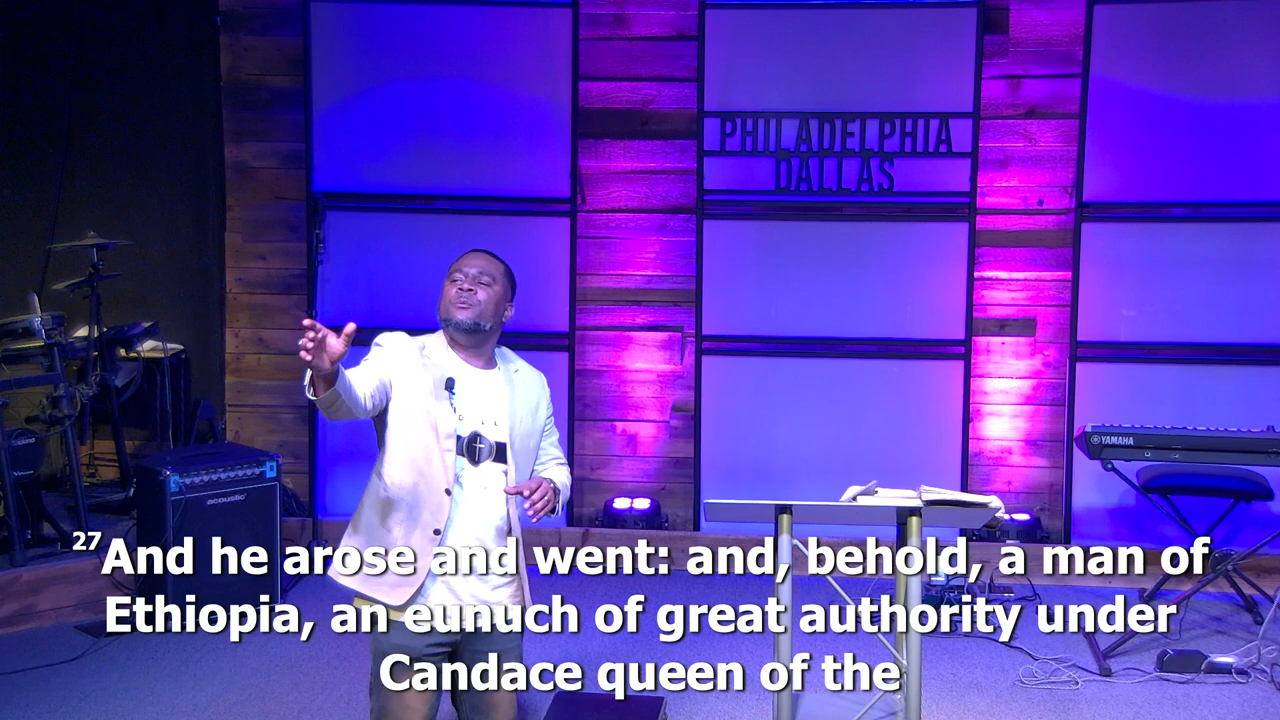 PHILADELPHIA
DALLAS
YAMAHA
acoustic
27And he arose and went: and, behold, a man of
Ethiopia, an eunuch of great authority under
Candace queen of the